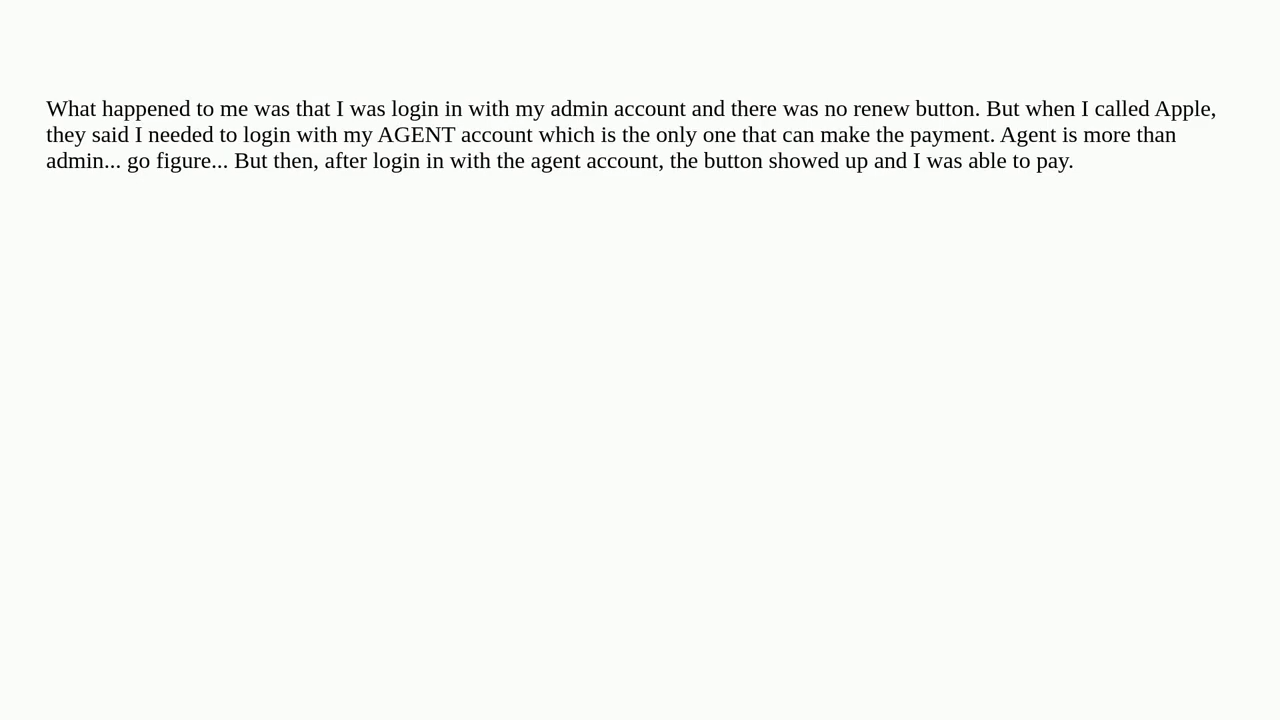 What happened to me was that I was login in with my admin account and there was no renew button. But when I called Apple,
they said I needed to login with my AGENT account which is the only one that can make the payment. Agent is more than
admin... go figure... But then, after login in with the agent account, the button showed up and I was able to pay.